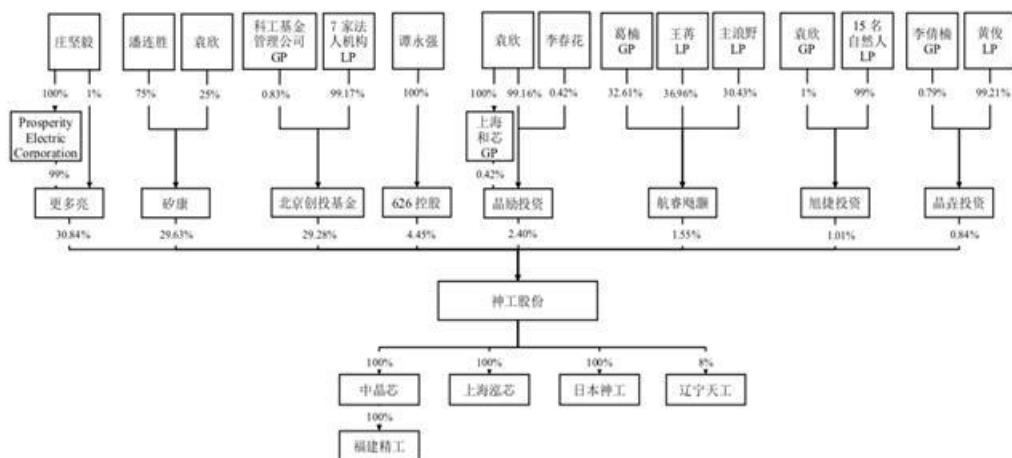 庄坚毅
潘连胜
袁欣
科工基金
管理公司
GP
7 家法
人机构
LP
谭永强
袁欣
李春花
葛楠
GP
王芮
LP
主浪野
LP
袁欣
GP
15 名
自然人
LP
李倩楠
GP
黄俊
LP
100%
1%
75%
25%
0.83%
99.17%
100%
100%
99.16%
0.42%
32.61%
36.96%
30.43%
1%
99%
0.79%
99.21%
Prosperity
Electric
Corporation
上海
和芯
GP
99%
0.42%
更多亮
矽康
北京创投基金
626 控股
晶励投资
航睿飏灏
旭捷投资
晶垚投资
30.84%
29.63%
29.28%
4.45%
2.40%
1.55%
1.01%
0.84%
神工股份
100%
100%
100%
8%
中晶芯
上海泓芯
日本神工
辽宁天工
100%
福建精工